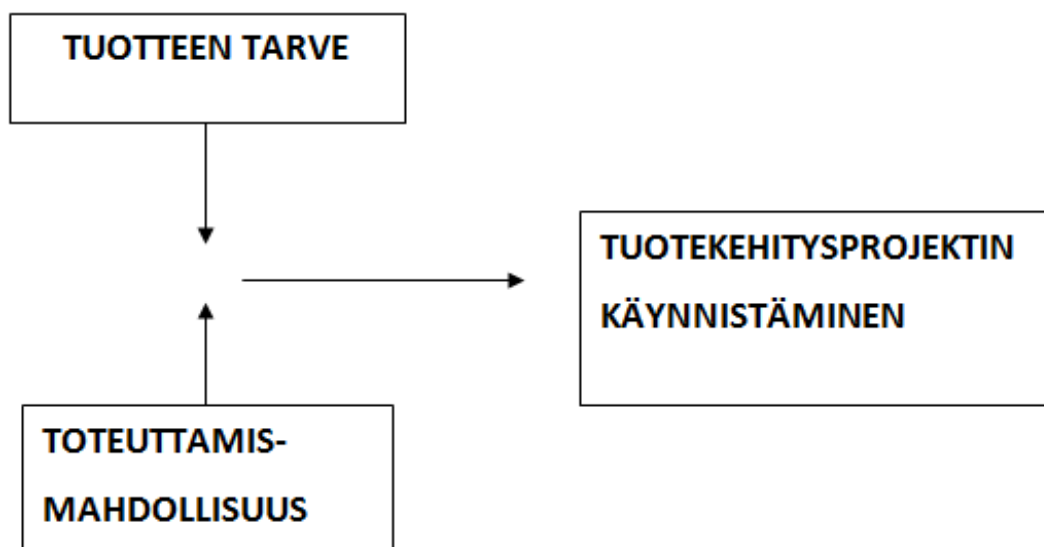 TUOTTEEN TARVE
TUOTEKEHITYSPROJEKTIN
KÄYNNISTÄMINEN
TOTEUTTAMIS-
MAHDOLLISUUS